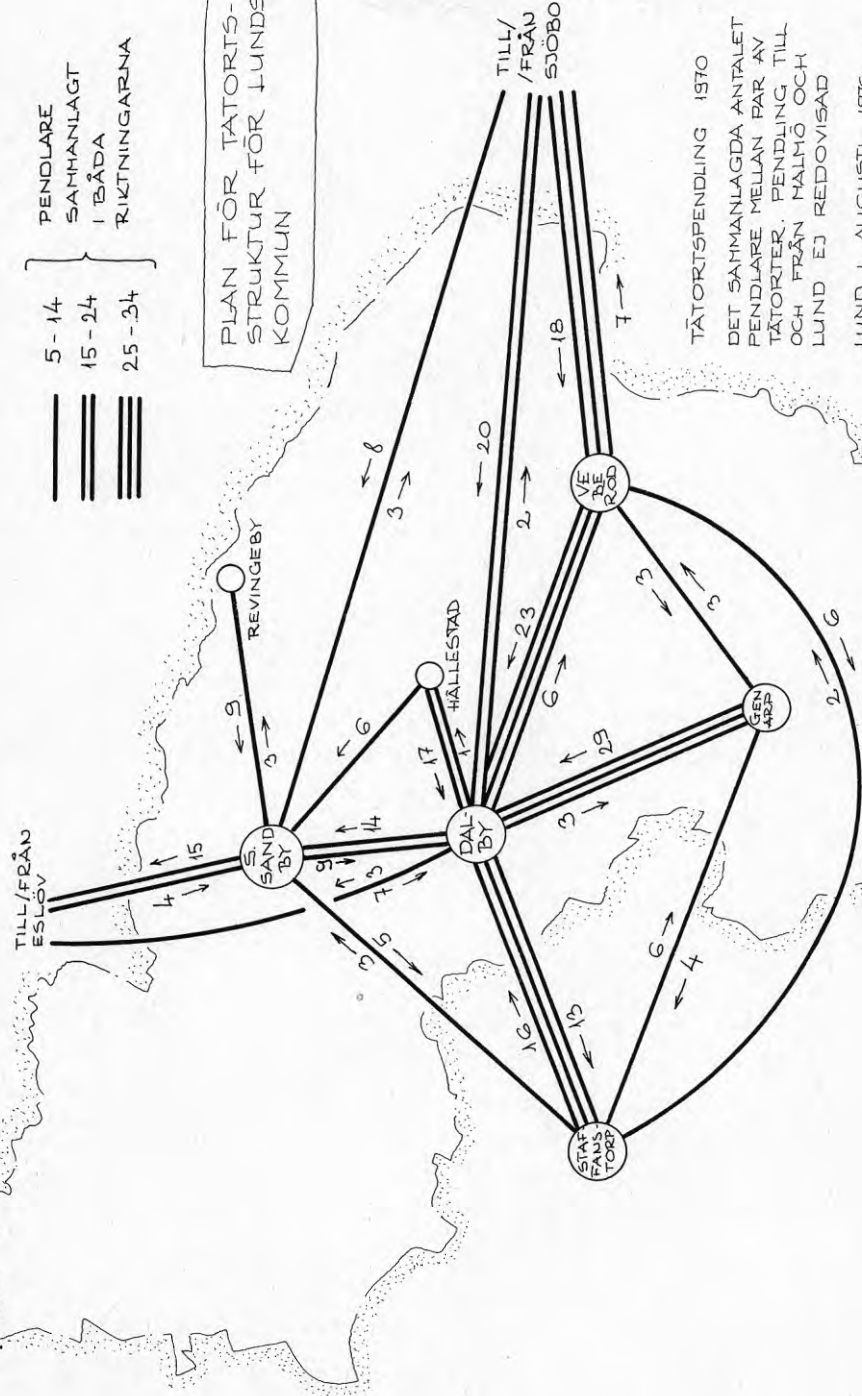 5-14
15-24
25-34
PENDLARE
SAMMANLAGT
I BÅDA
RIKTNINGARNA
PLAN FÖR TÄTORTS-
STRUKTUR FÖR LUNDS
KOMMUN
TILL/FRÅN
ESLÖV
4
15
REVINGEBY
9
3
S.
SAND
BY
8
3
6
9
14
7
3
3
5
HÅLLESTAD
17
1
DAL-
BY
20
2
TILL/
/FRÅN
SJÖBO
23
6
18
7
VE
BE
RÖD
16
13
3
29
STAF
FANS-
TORP
6
4
GEN
ARP
3
3
2
6
TÄTORTSPENDLING 1970
DET SAMMANLAGDA ANTALET
PENDLARE MELLAN PAR AV
TÄTORTER. PENDLING TILL
OCH FRÅN MALMÖ OCH
LUND EJ REDOVISAD
LUND I AUGUSTI